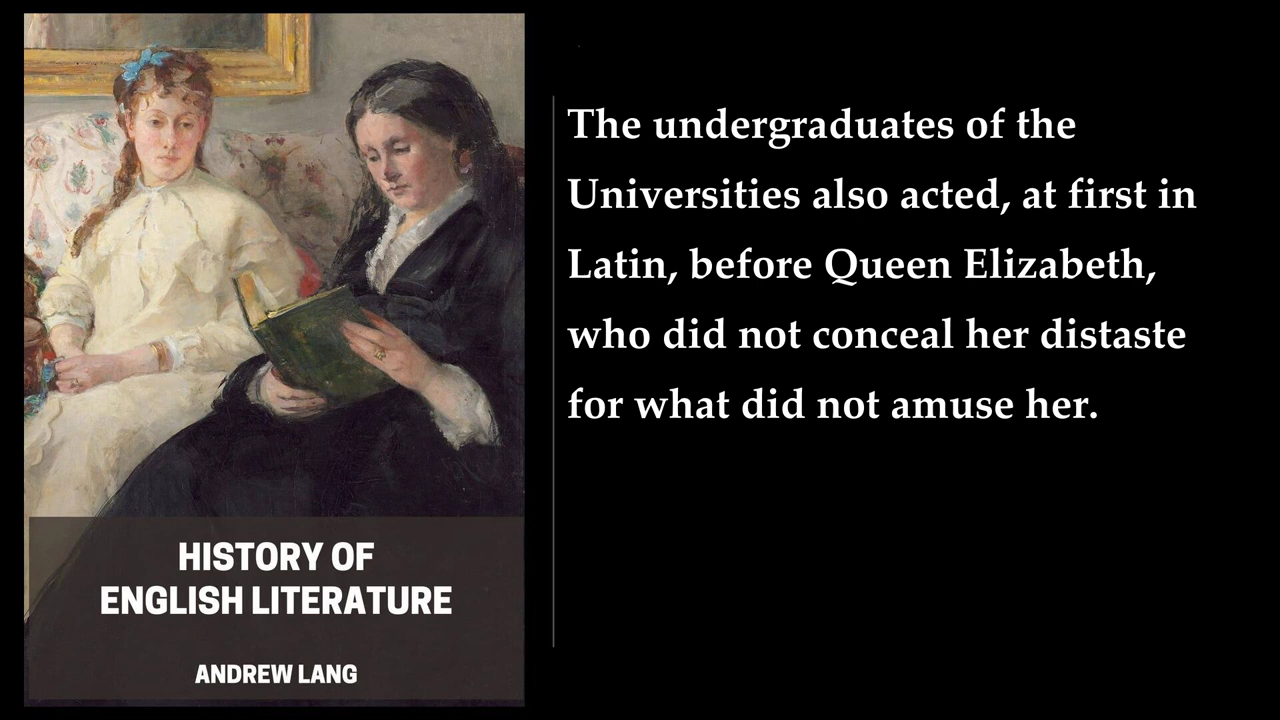 HISTORY OF
ENGLISH LITERATURE
ANDREW LANG
The undergraduates of the
Universities also acted, at first in
Latin, before Queen Elizabeth,
who did not conceal her distaste
for what did not amuse her.